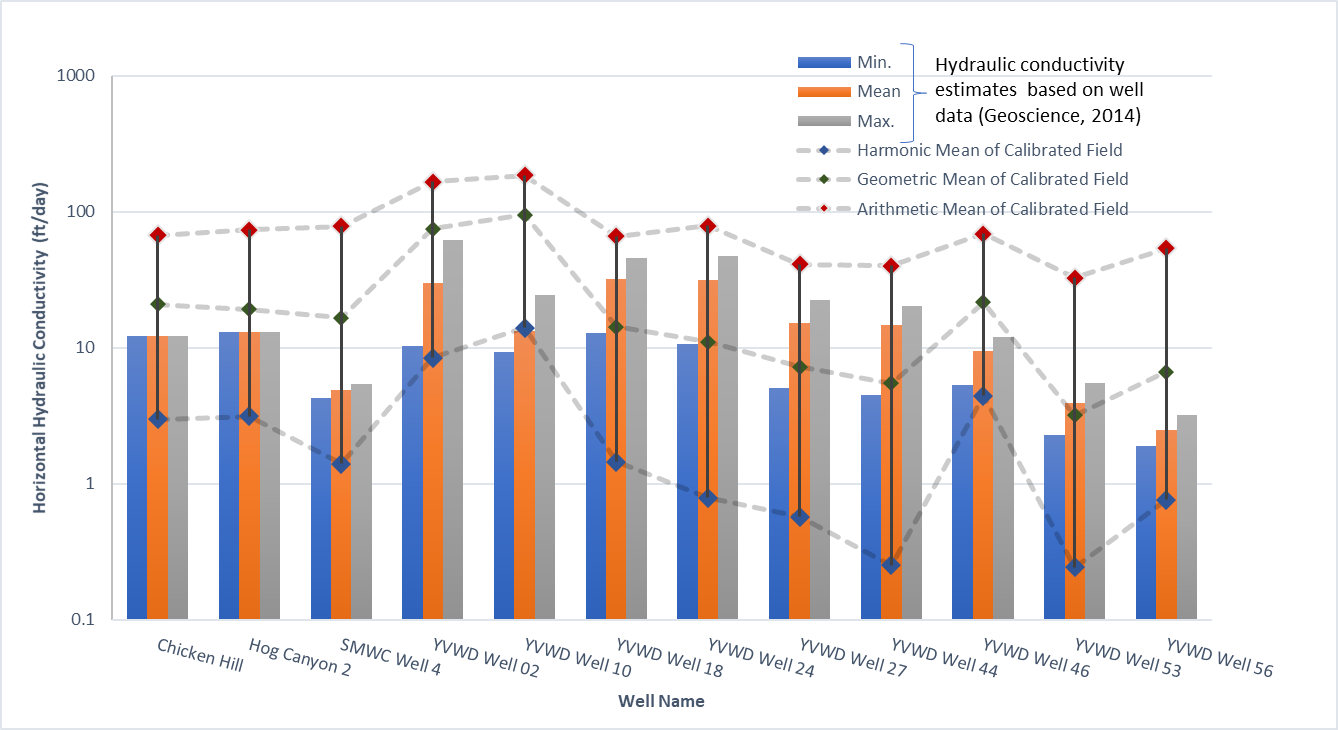 Min.
Mean
Max.
Hydraulic conductivity
estimates  based on well
data (Geoscience, 2014)
Harmonic Mean of Calibrated Field
Geometric Mean of Calibrated Field
Arithmetic Mean of Calibrated Field
Horizontal Hydraulic Conductivity (ft/day)
1000
100
10
1
0.1
Chicken Hill
Hog Canyon 2
SMWC Well 4
YVWD Well 02
YVWD Well 10
YVWD Well 18
YVWD Well 24
YVWD Well 27
YVWD Well 44
YVWD Well 46
YVWD Well 53
YVWD Well 56
Well Name